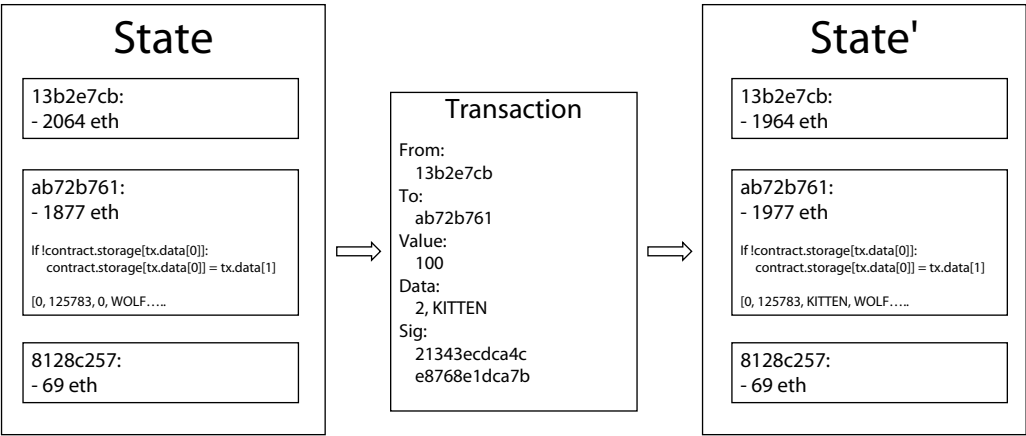 State
13b2e7cb:
- 2064 eth
ab72b761:
- 1877 eth
If !contract.storage[tx.data[0]]:
contract.storage[tx.data[0]] = tx.data[1]
[0, 125783, 0, WOLF…..
8128c257:
- 69 eth
Transaction
From:
13b2e7cb
To:
ab72b761
Value:
100
Data:
2, KITTEN
Sig:
21343ecdca4c
e8768e1dca7b
State'
13b2e7cb:
- 1964 eth
ab72b761:
- 1977 eth
If !contract.storage[tx.data[0]]:
contract.storage[tx.data[0]] = tx.data[1]
[0, 125783, KITTEN, WOLF…..
8128c257:
- 69 eth